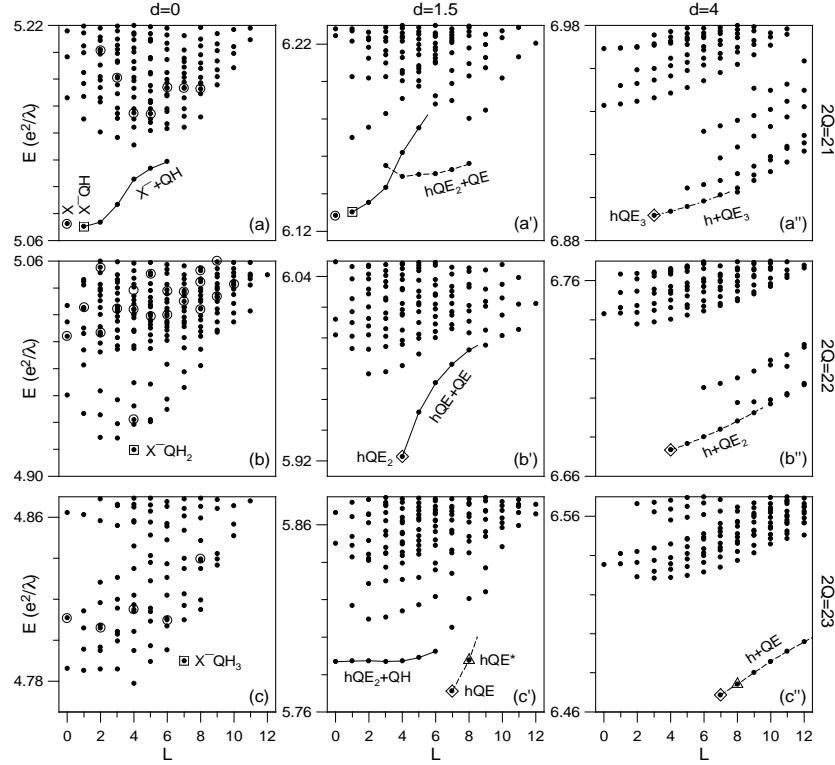 d=0 d=1.5 d=4
5.22
6.22
6.98
E (e²/λ)
X⁻
X⁻QH
X⁻+QH
(a)
5.06
hQE₂+QE
(a')
6.12
hQE₃
h+QE₃
(a'')
6.88
2Q=21
5.06
6.04
6.76
E (e²/λ)
X⁻QH₂
(b)
4.90
hQE₂
hQE+QE
(b')
5.92
h+QE₂
(b'')
6.66
2Q=22
4.86
5.86
6.56
E (e²/λ)
X⁻QH₃
(c)
4.78
hQE₂+QH
hQE*
hQE
(c')
5.76
h+QE
(c'')
6.46
2Q=23
0 2 4 6 8 10 12 0 2 4 6 8 10 12 0 2 4 6 8 10 12
L L L